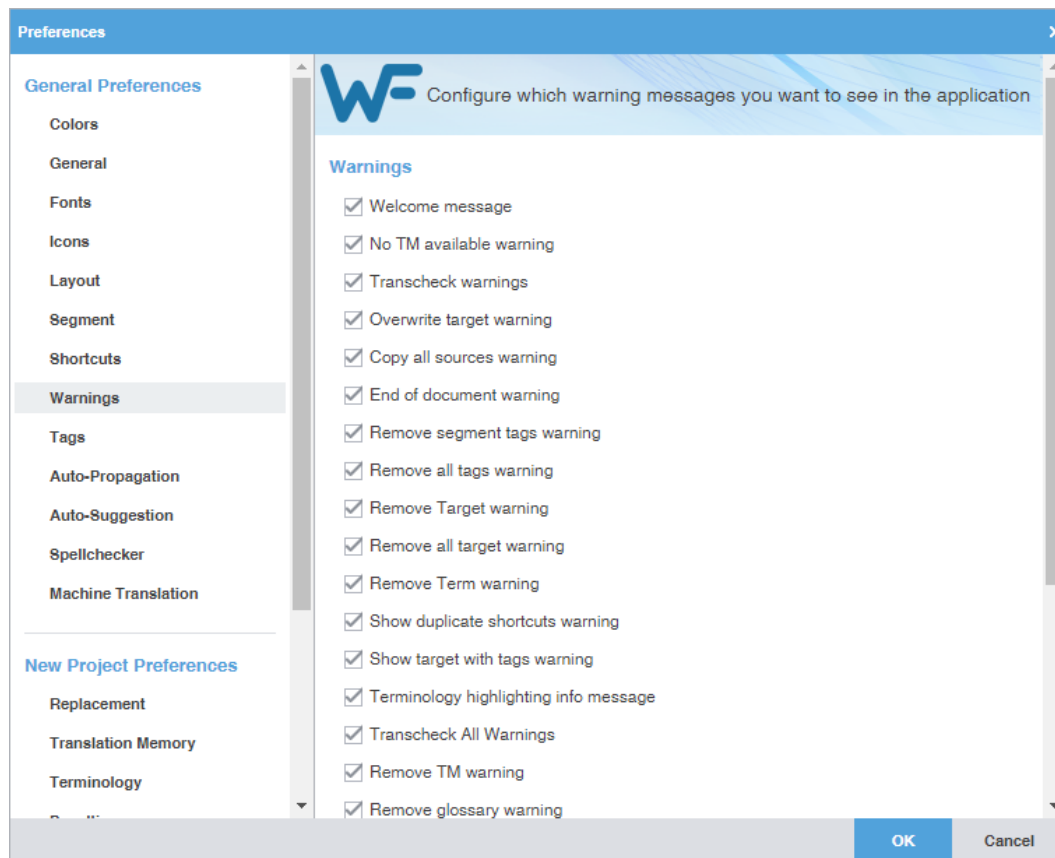 Preferences
General Preferences
Colors
General
Fonts
Icons
Layout
Segment
Shortcuts
Warnings
Tags
Auto-Propagation
Auto-Suggestion
Spellchecker
Machine Translation
New Project Preferences
Replacement
Translation Memory
Terminology
WF
Configure which warning messages you want to see in the application
Warnings
Welcome message
No TM available warning
Transcheck warnings
Overwrite target warning
Copy all sources warning
End of document warning
Remove segment tags warning
Remove all tags warning
Remove Target warning
Remove all target warning
Remove Term warning
Show duplicate shortcuts warning
Show target with tags warning
Terminology highlighting info message
Transcheck All Warnings
Remove TM warning
Remove glossary warning
OK
Cancel